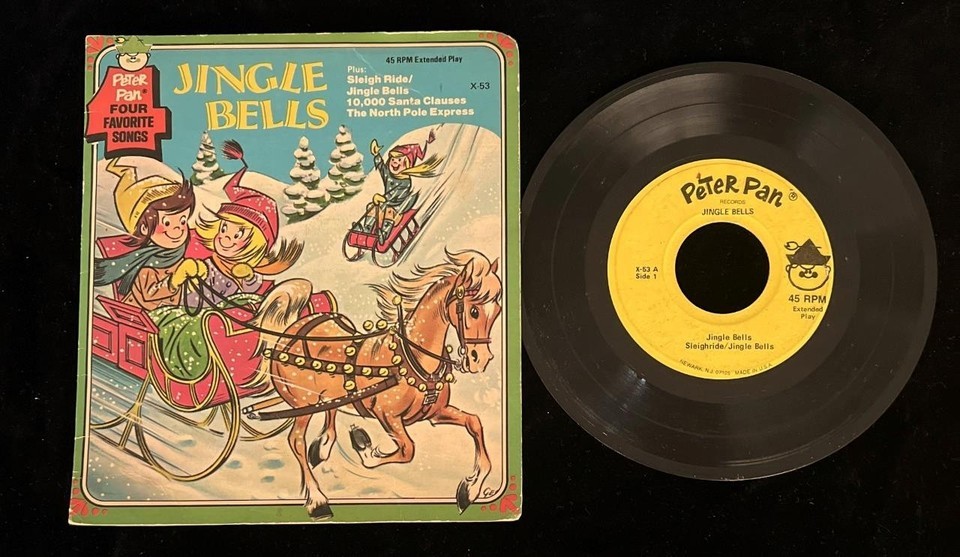 PETER
PAN®
FOUR
FAVORITE
SONGS
JINGLE
BELLS
45 RPM Extended Play
Plus:
Sleigh Ride/
Jingle Bells
10,000 Santa Clauses
The North Pole Express
X-53
PETER PAN®
RECORDS
JINGLE BELLS
X-53 A
Side 1
45 RPM
Extended
Play
Jingle Bells
Sleighride/Jingle Bells
NEWARK, N.J. MADE IN U.S.A.